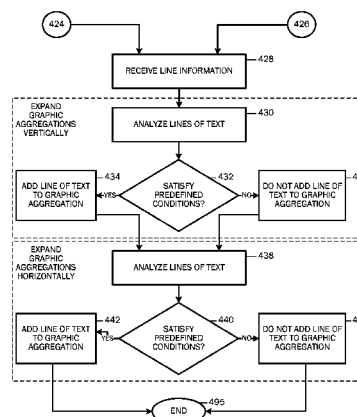 424
426
RECEIVE LINE INFORMATION
428
EXPAND
GRAPHIC
AGGREGATIONS
VERTICALLY
430
ANALYZE LINES OF TEXT
434
432
4
ADD LINE OF TEXT
TO GRAPHIC
AGGREGATION
YES
SATISFY
PREDEFINED
CONDITIONS?
NO
DO NOT ADD LINE OF
TEXT TO GRAPHIC
AGGREGATION
EXPAND
GRAPHIC
AGGREGATIONS
HORIZONTALLY
438
ANALYZE LINES OF TEXT
442
440
4
ADD LINE OF TEXT
TO GRAPHIC
AGGREGATION
YES
SATISFY
PREDEFINED
CONDITIONS?
NO
DO NOT ADD LINE OF
TEXT TO GRAPHIC
AGGREGATION
495
END